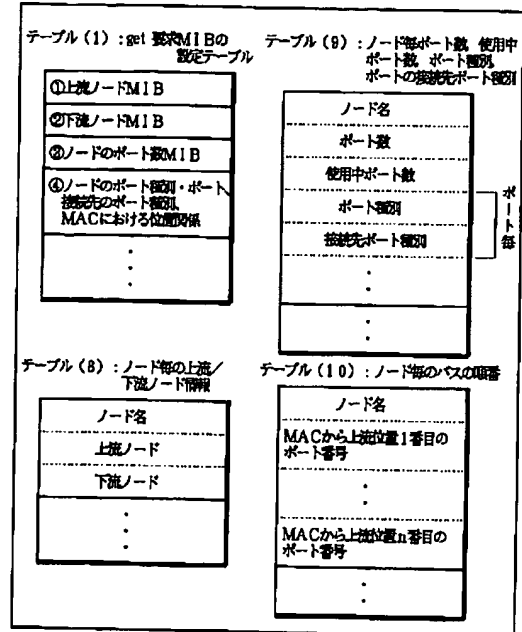 テーブル(1):get 要求MIBの
設定テーブル
①上流ノードMIB
②下流ノードMIB
③ノードのポート数MIB
④ノードのポート種別・ポート、
接続先のポート種別、
MACにおける位置関係
テーブル(9):ノード毎ポート数 使用中
ポート数 ポート種別
ポートの接続先ポート種別
ノード名
ポート数
使用中ポート数
ポート種別
接続先ポート種別
ポート毎
テーブル(8):ノード毎の上流/
下流ノード情報
ノード名
上流ノード
下流ノード
テーブル(10):ノード毎のパスの順番
ノード名
MACから上流位置1番目の
ポート番号
MACから上流位置n番目の
ポート番号